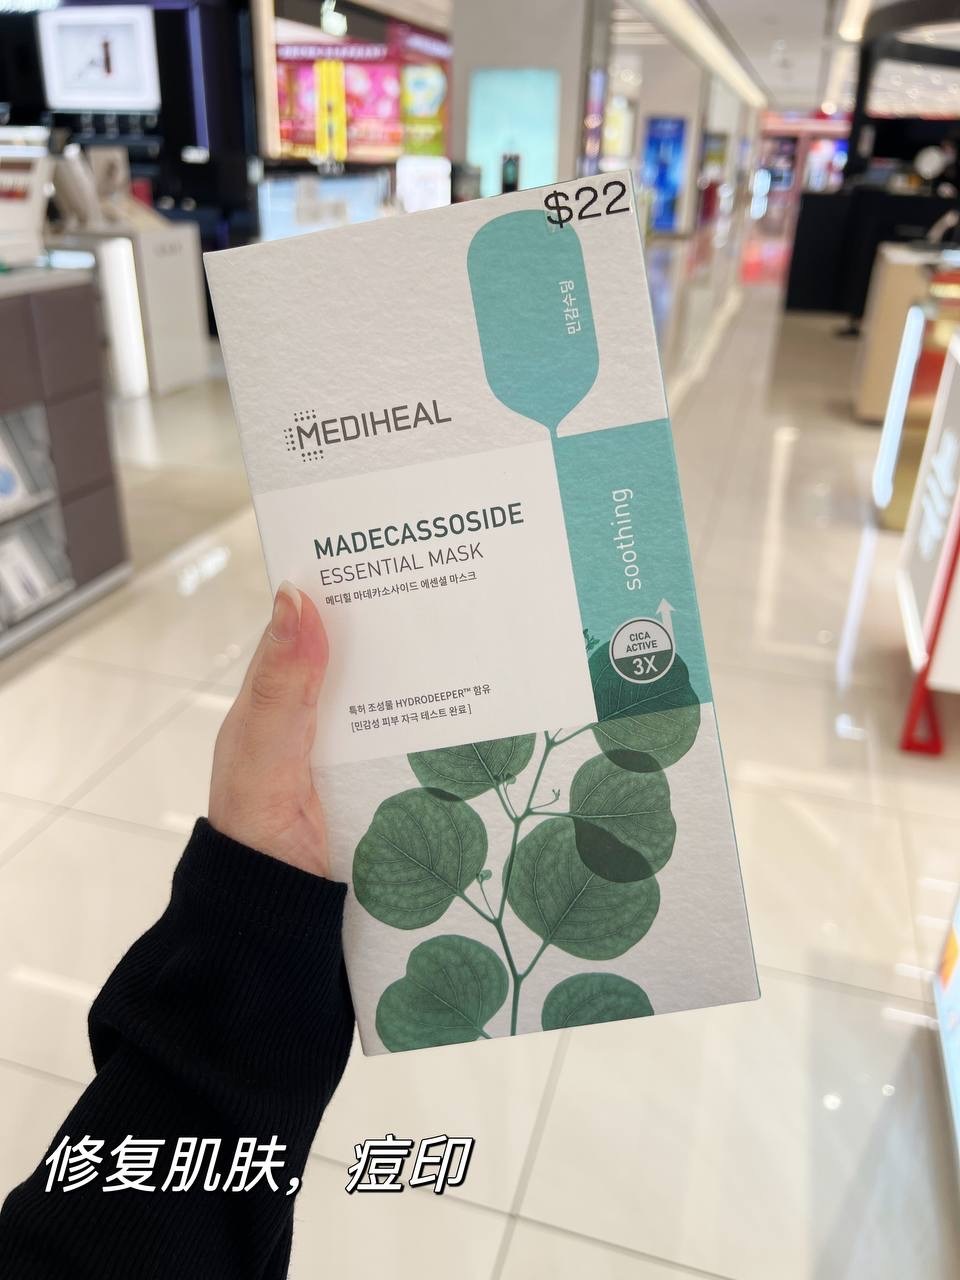 $22
민감수딩
MEDIHEAL
MADECASSOSIDE
ESSENTIAL MASK
메디힐 마데카소사이드 에센셜 마스크
soothing
CICA
ACTIVE
3X
특허 조성물 HYDRODEEPER™ 함유
[민감성 피부 자극 테스트 완료]
修复肌肤，痘印